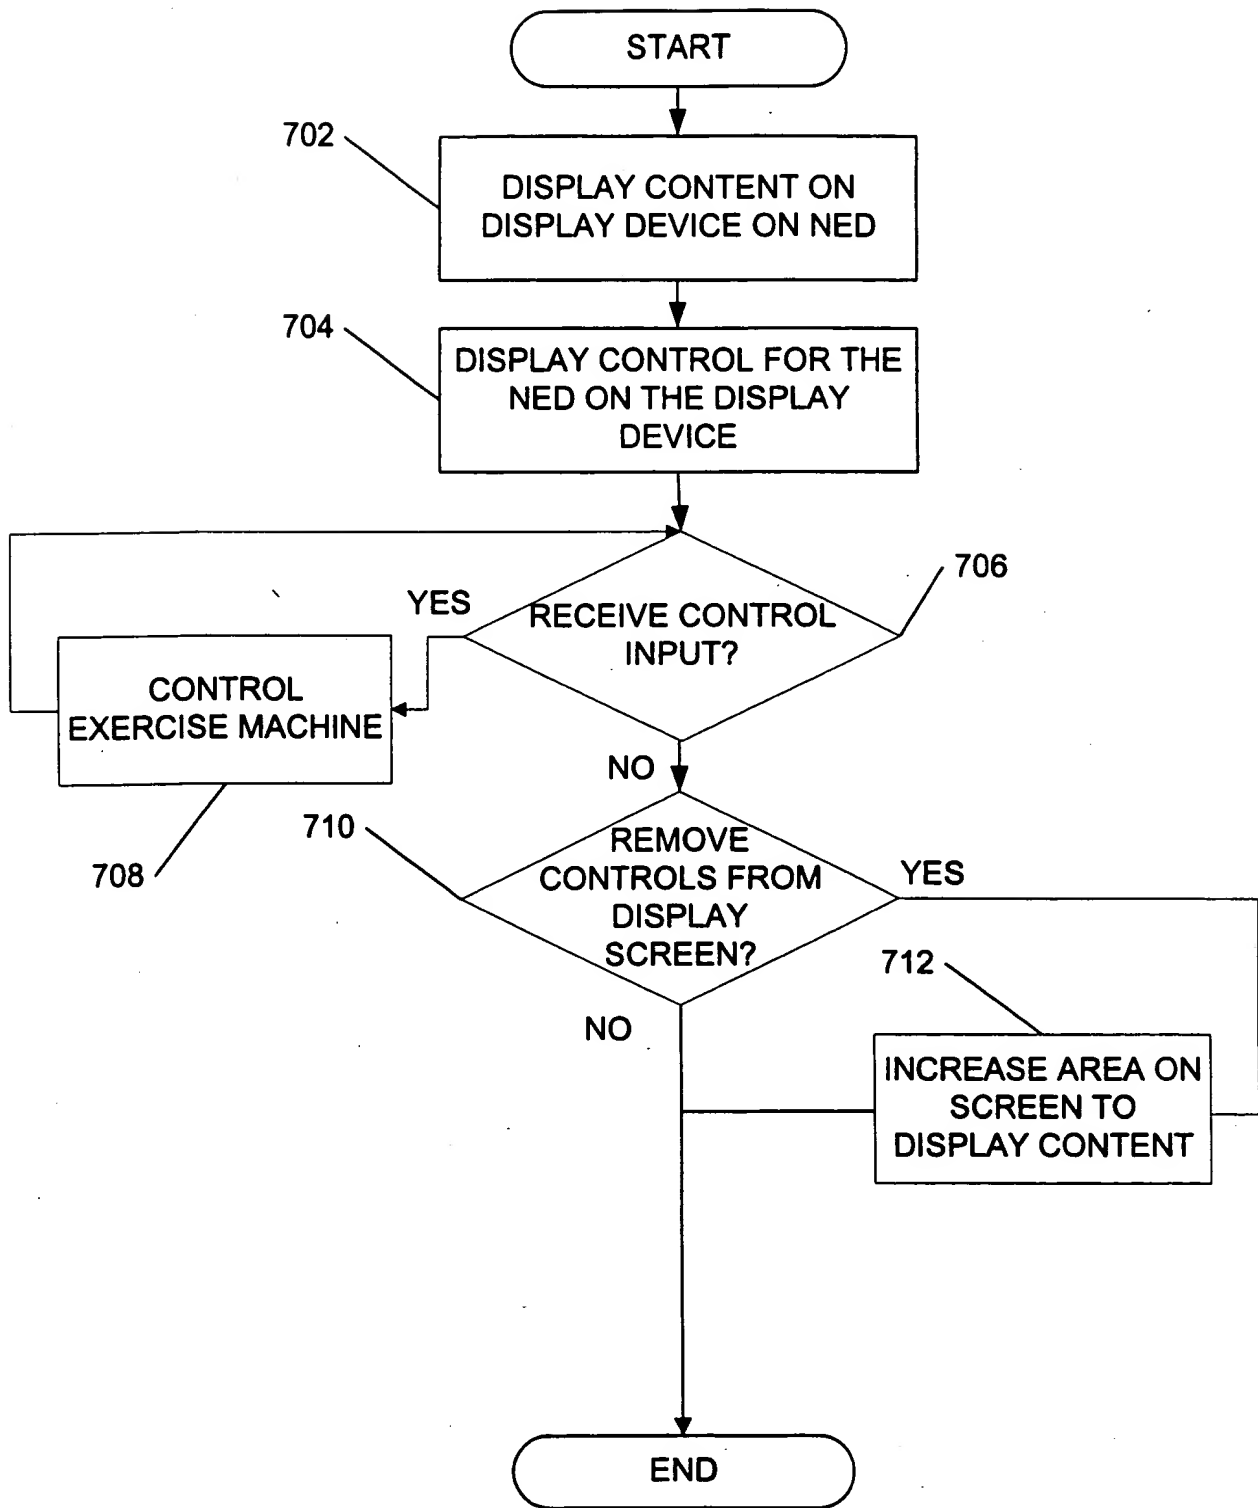 START
702
DISPLAY CONTENT ON
DISPLAY DEVICE ON NED
704
DISPLAY CONTROL FOR THE
NED ON THE DISPLAY
DEVICE
706
YES
RECEIVE CONTROL
INPUT?
CONTROL
EXERCISE MACHINE
708
NO
710
REMOVE
CONTROLS FROM
DISPLAY
SCREEN?
YES
712
NO
INCREASE AREA ON
SCREEN TO
DISPLAY CONTENT
END